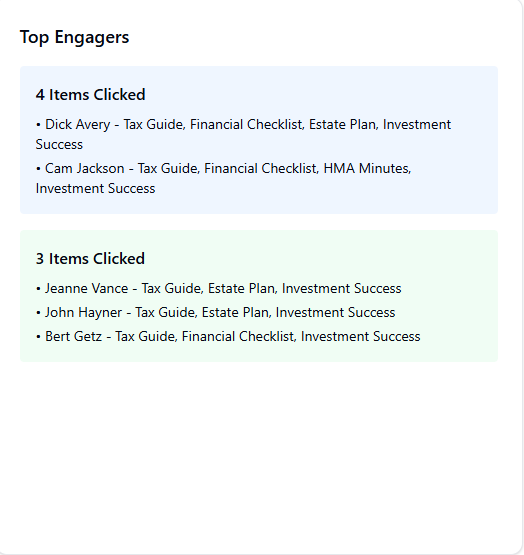 Top Engagers
4 Items Clicked
• Dick Avery - Tax Guide, Financial Checklist, Estate Plan, Investment
Success
• Cam Jackson - Tax Guide, Financial Checklist, HMA Minutes,
Investment Success
3 Items Clicked
• Jeanne Vance - Tax Guide, Estate Plan, Investment Success
• John Hayner - Tax Guide, Estate Plan, Investment Success
• Bert Getz - Tax Guide, Financial Checklist, Investment Success